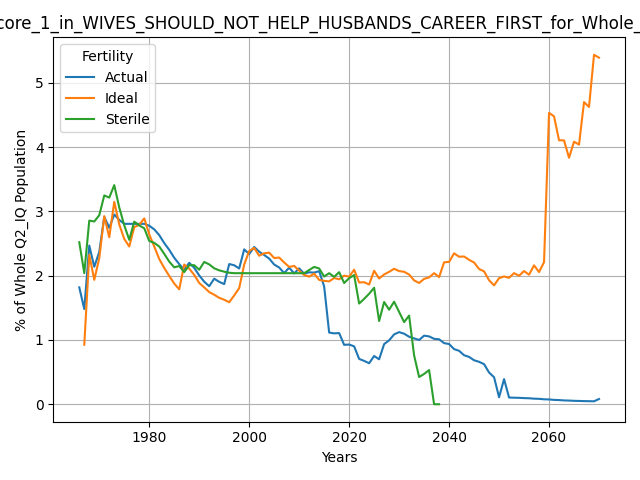 core_1_in_WIVES_SHOULD_NOT_HELP_HUSBANDS_CAREER_FIRST_for_Whole_
Fertility
Actual
Ideal
Sterile
% of Whole Q2_IQ Population
5
4
3
2
1
0
1980 2000 2020 2040 2060
Years